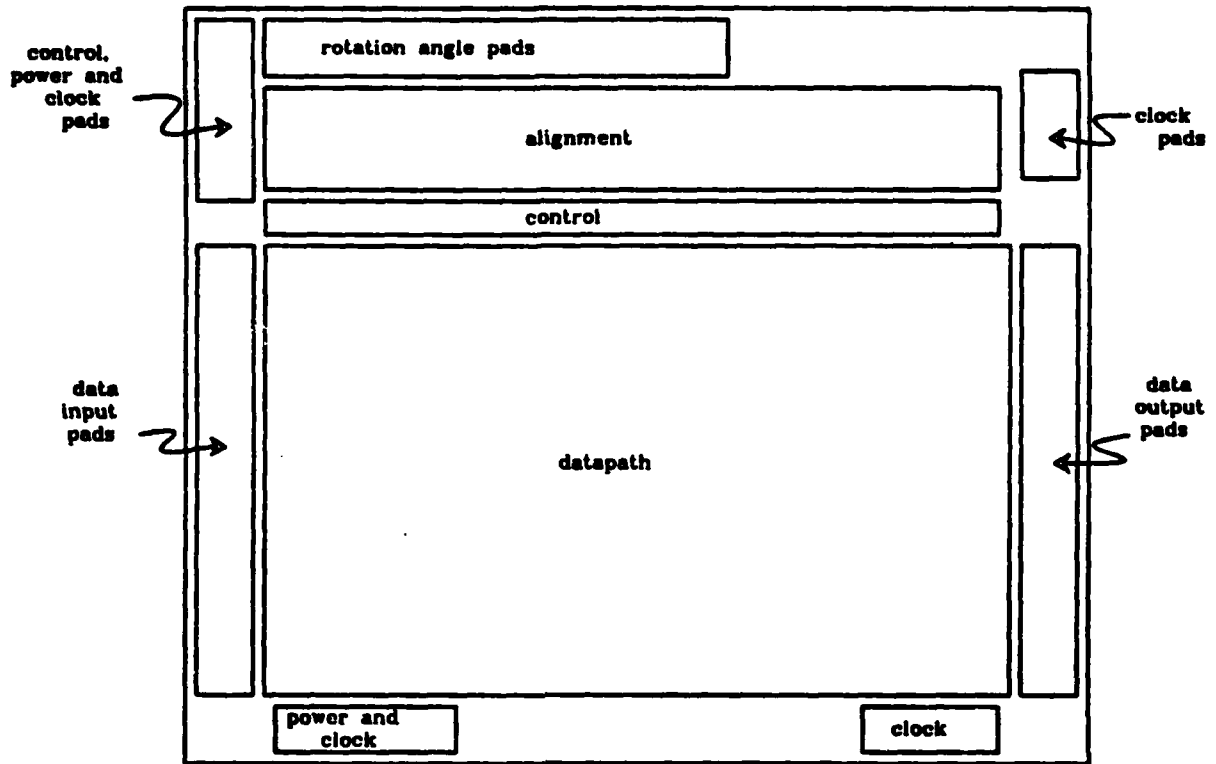 rotation angle pads
control,
power and
clock
pads
alignment
clock
pads
control
data
input
pads
datapath
data
output
pads
power and
clock
clock